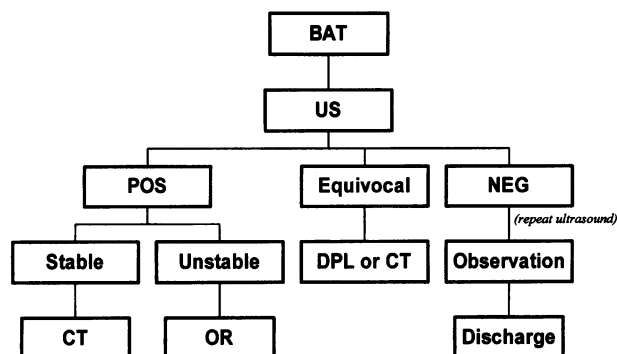 BAT
US
POS
Equivocal
NEG
(repeat ultrasound)
Stable
Unstable
DPL or CT
Observation
CT
OR
Discharge